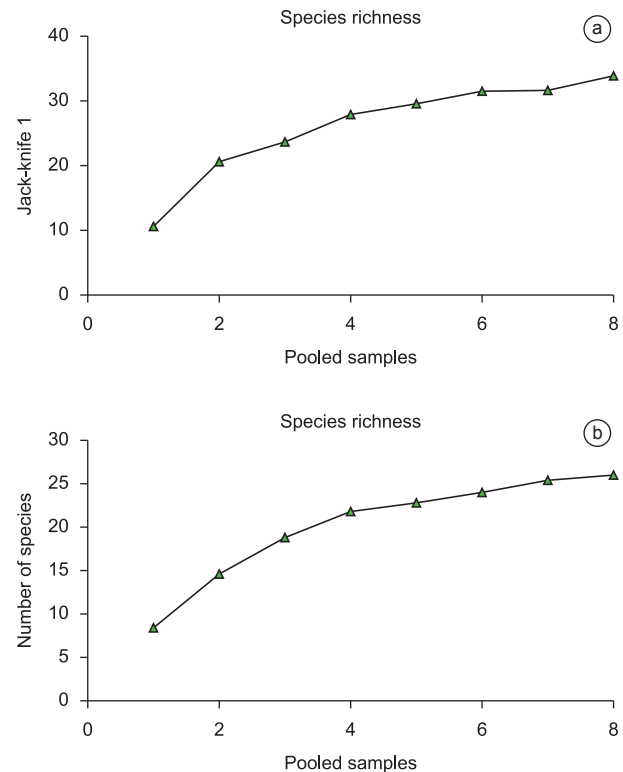 Species richness
a
40
30
20
10
0
Jack-knife 1
0 2 4 6 8
Pooled samples
Species richness
b
30
25
20
15
10
5
0
Number of species
0 2 4 6 8
Pooled samples